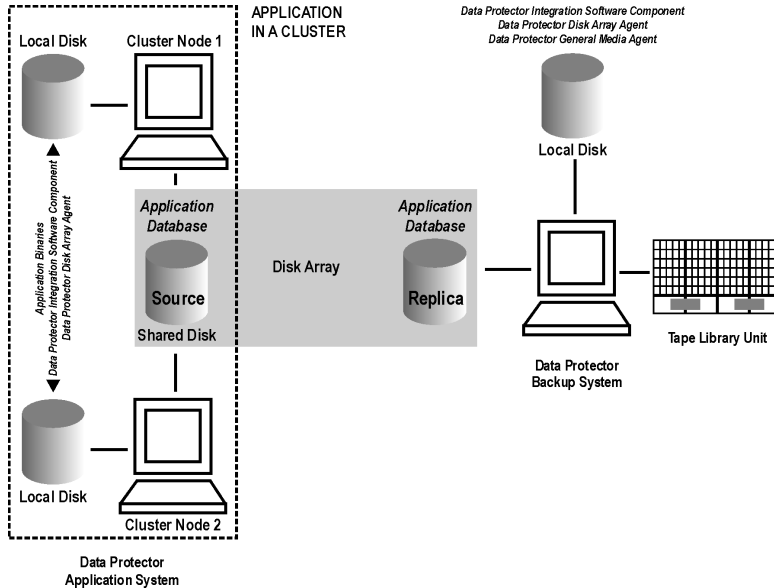 APPLICATION
IN A CLUSTER
Data Protector Integration Software Component
Data Protector Disk Array Agent
Data Protector General Media Agent
Local Disk
Cluster Node 1
Local Disk
Application Binaries
Data Protector Integration Software Component
Data Protector Disk Array Agent
Application
Database
Source
Shared Disk
Disk Array
Application
Database
Replica
Data Protector
Backup System
Tape Library Unit
Local Disk
Cluster Node 2
Data Protector
Application System